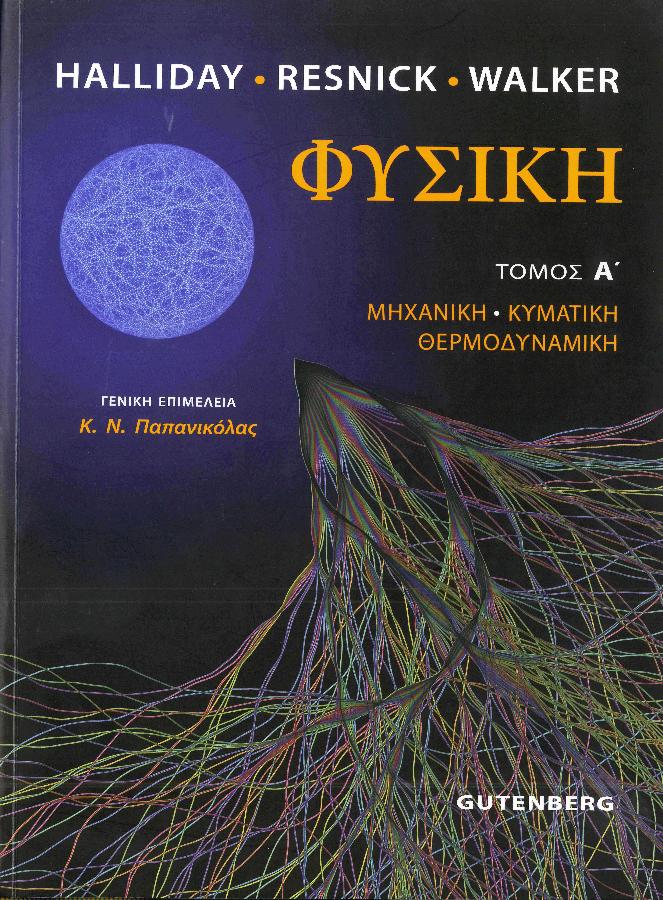 HALLIDAY • RESNICK • WALKER
ΦΥΣΙΚΗ
ΤΟΜΟΣ Α΄
ΜΗΧΑΝΙΚΗ • ΚΥΜΑΤΙΚΗ
ΘΕΡΜΟΔΥΝΑΜΙΚΗ
ΓΕΝΙΚΗ ΕΠΙΜΕΛΕΙΑ
Κ. Ν. Παπανικόλας
GUTENBERG